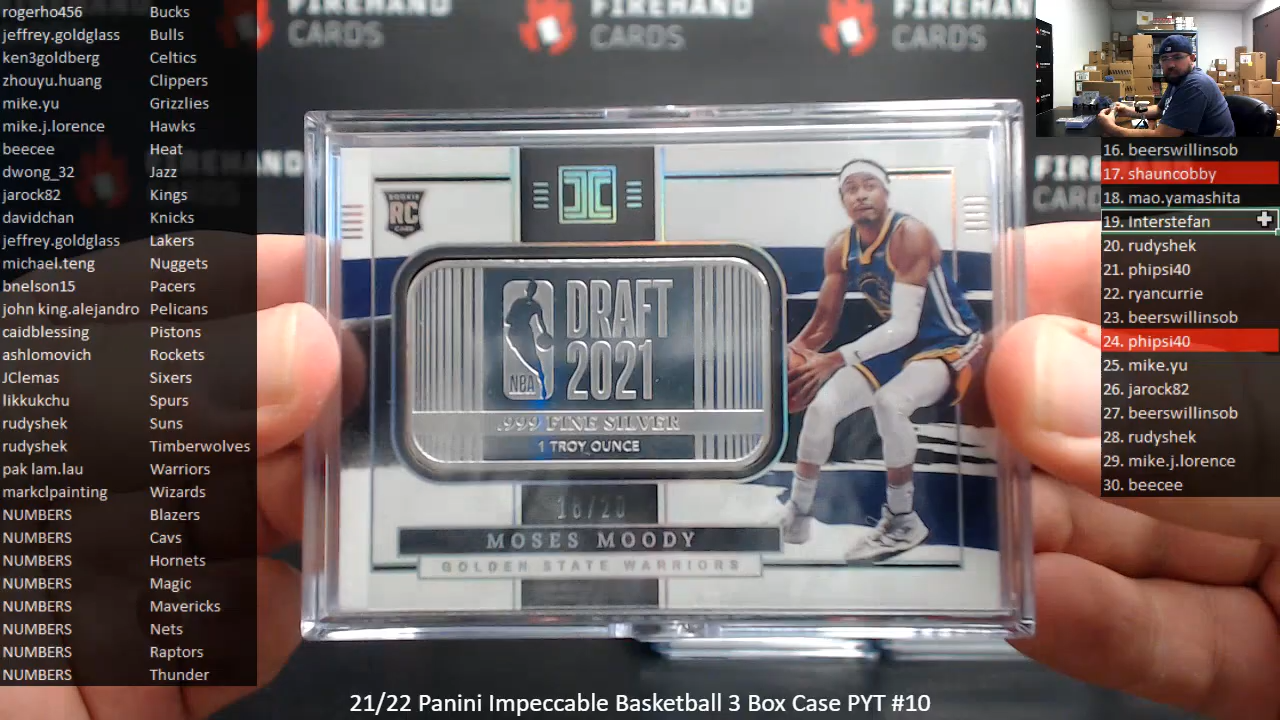 rogerho456 Bucks
jeffrey.goldglass Bulls
ken3goldberg Celtics
zhouyu.huang Clippers
mike.yu Grizzlies
mike.j.lorence Hawks
beecee Heat
dwong_32 Jazz
jarock82 Kings
davidchan Knicks
jeffrey.goldglass Lakers
michael.teng Nuggets
bnelson15 Pacers
john king.alejandro Pelicans
caidblessing Pistons
ashlomovich Rockets
JClemas Sixers
likkukchu Spurs
rudyshek Suns
rudyshek Timberwolves
pak lam.lau Warriors
markclpainting Wizards
NUMBERS Blazers
NUMBERS Cavs
NUMBERS Hornets
NUMBERS Magic
NUMBERS Mavericks
NUMBERS Nets
NUMBERS Raptors
NUMBERS Thunder
FIREHAND
CARDS
FIREHAND
CARDS
FIREHAN
CARDS
ROOKIE
RC
CARD
DRAFT
2021
NBA
.999 FINE SILVER
1 TROY OUNCE
16/20
MOSES MOODY
GOLDEN STATE WARRIORS
16. beerswillinsob
17. shauncobby
18. mao.yamashita
19. Interstefan
20. rudyshek
21. phipsi40
22. ryancurrie
23. beerswillinsob
24. phipsi40
25. mike.yu
26. jarock82
27. beerswillinsob
28. rudyshek
29. mike.j.lorence
30. beecee
21/22 Panini Impeccable Basketball 3 Box Case PYT #10